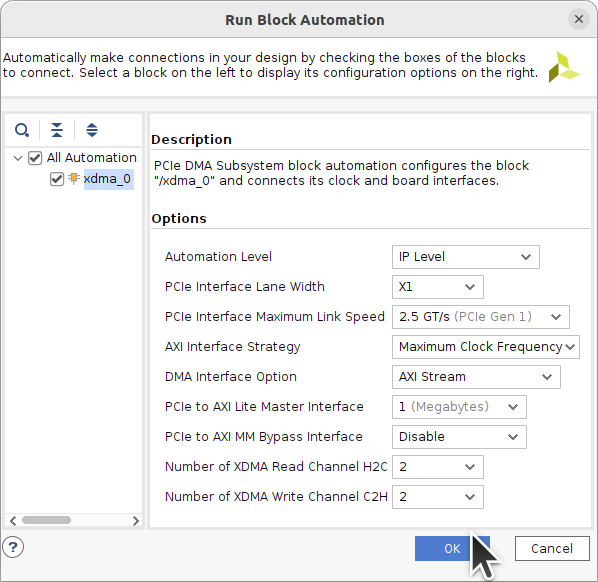 Run Block Automation
Automatically make connections in your design by checking the boxes of the blocks
to connect. Select a block on the left to display its configuration options on the right.
All Automation
xdma_0
Description
PCIe DMA Subsystem block automation configures the block
"/xdma_0" and connects its clock and board interfaces.
Options
Automation Level IP Level
PCIe Interface Lane Width X1
PCIe Interface Maximum Link Speed 2.5 GT/s (PCIe Gen 1)
AXI Interface Strategy Maximum Clock Frequency
DMA Interface Option AXI Stream
PCIe to AXI Lite Master Interface 1 (Megabytes)
PCIe to AXI MM Bypass Interface Disable
Number of XDMA Read Channel H2C 2
Number of XDMA Write Channel C2H 2
? OK Cancel